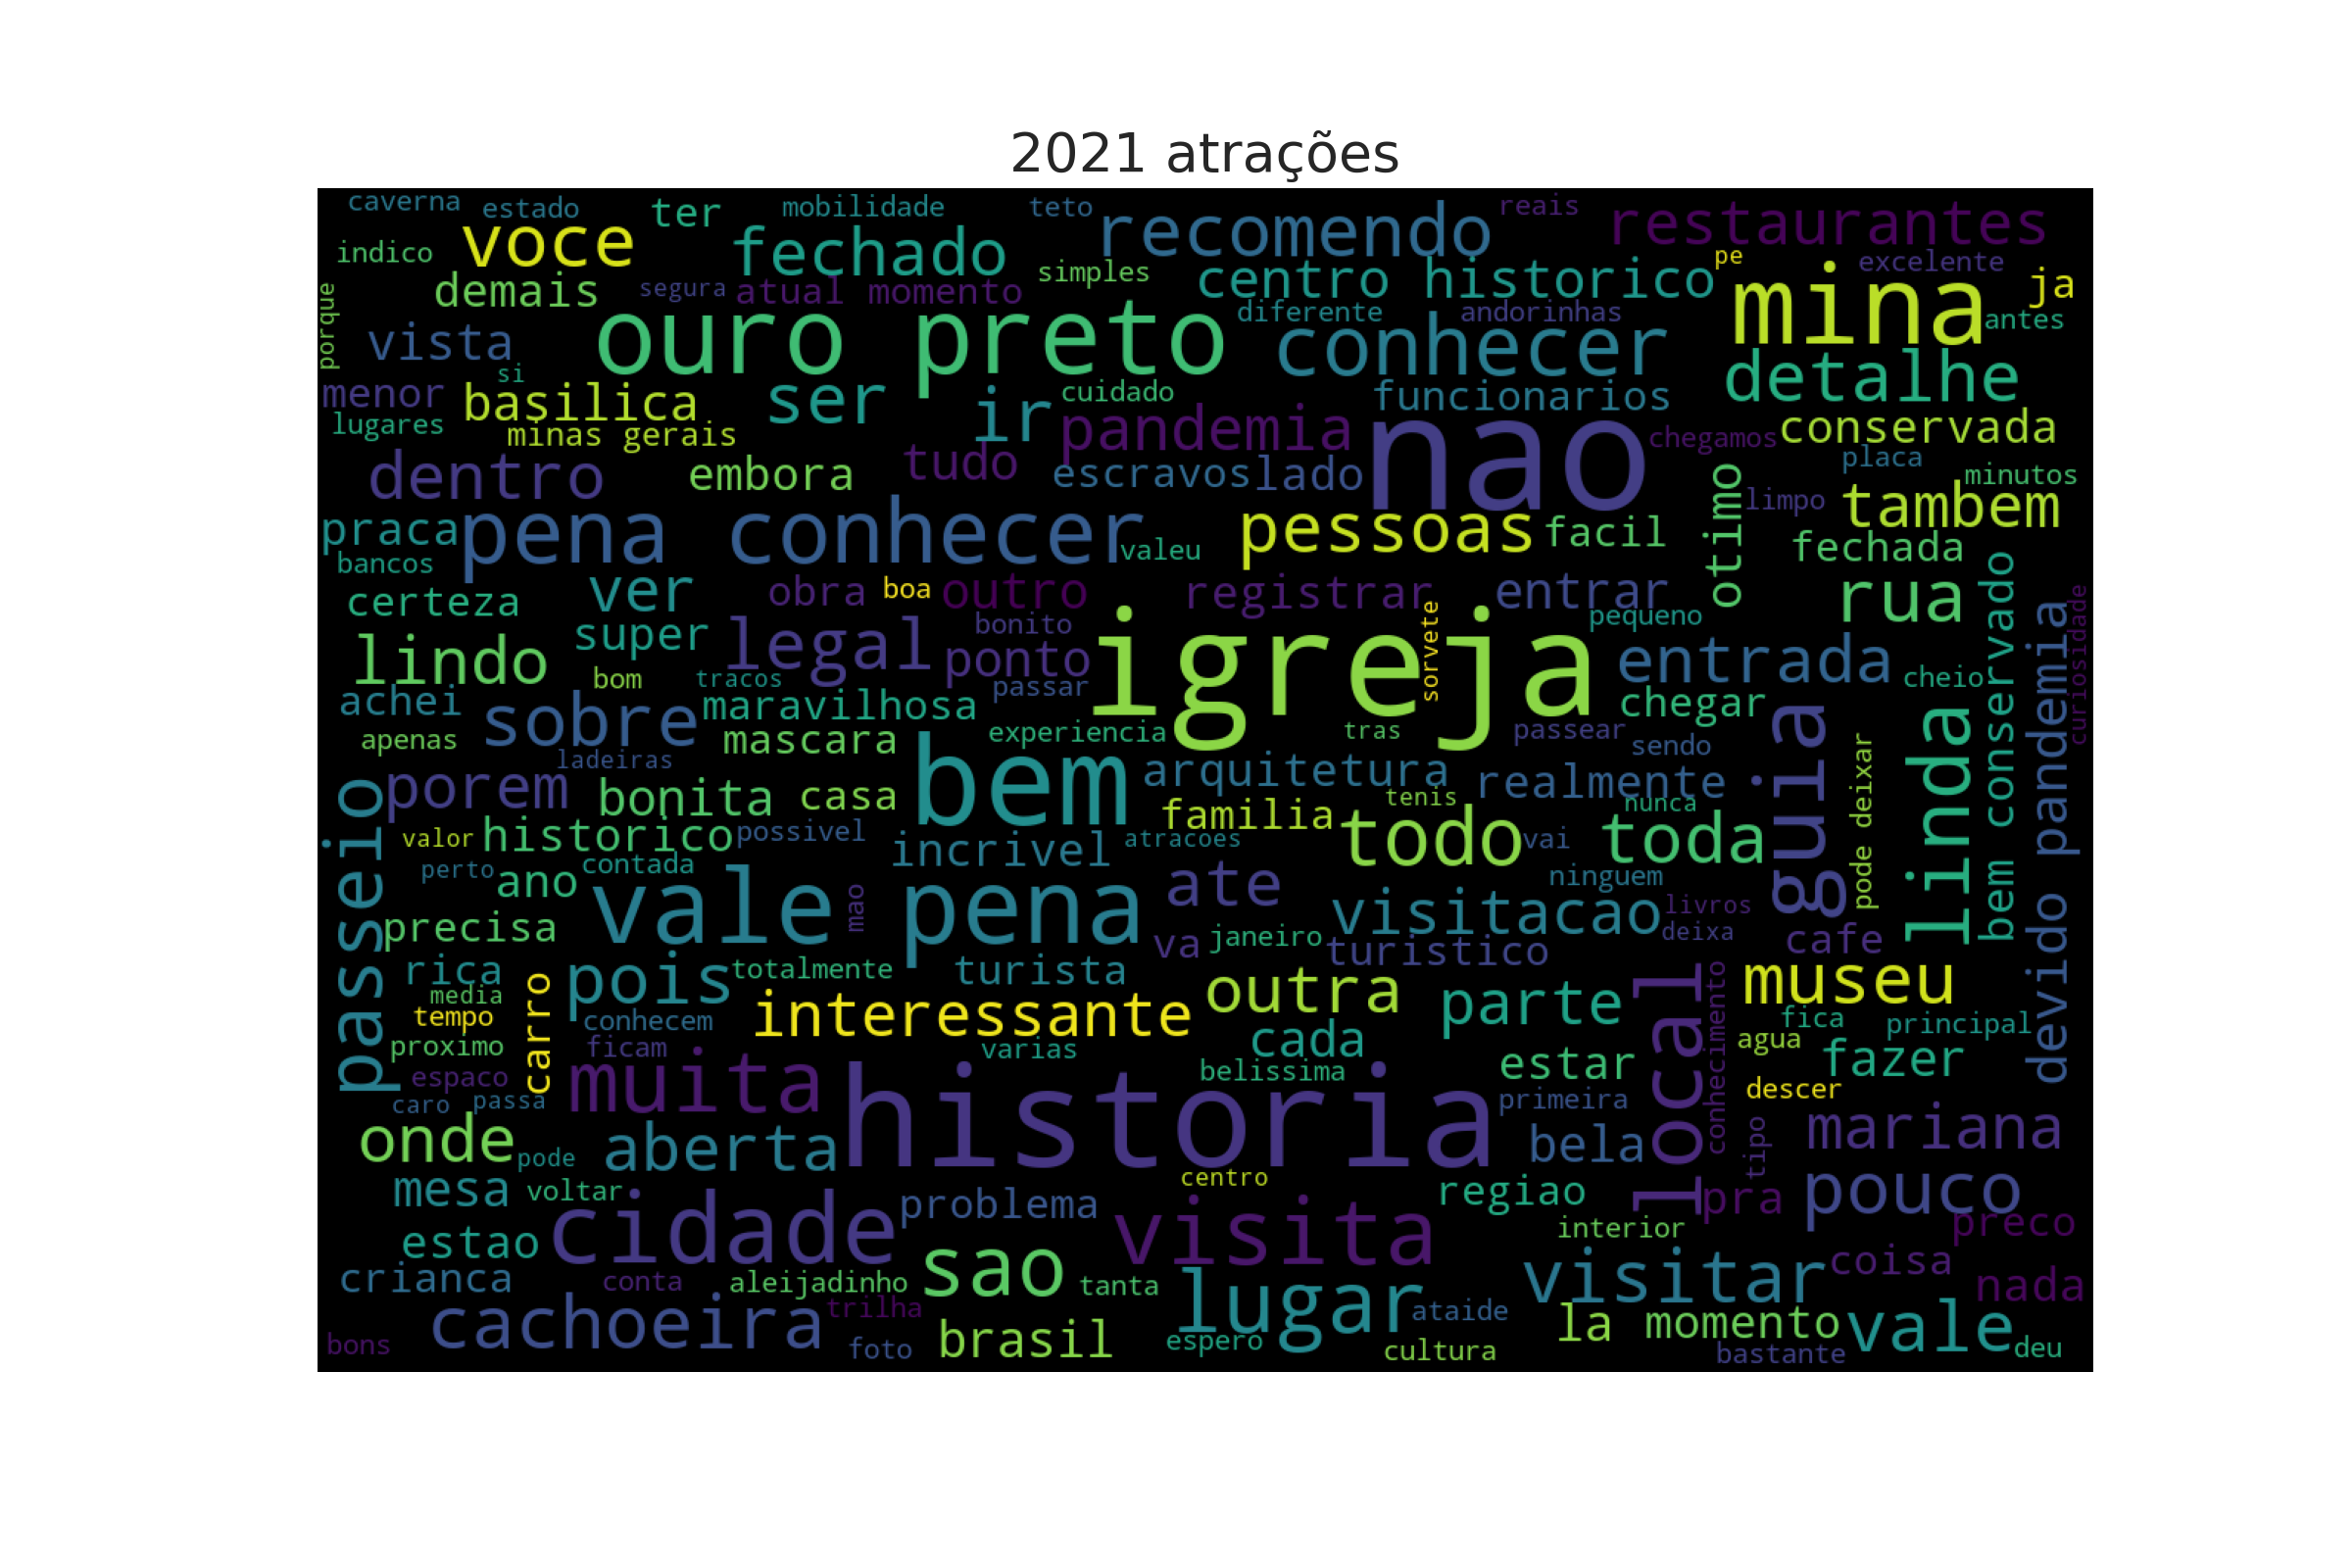 2021 atrações
caverna estado ter mobilidade teto recomendo reais restaurantes
indico voce fechado simples centro historico pe excelente ja
porque demais segura atual momento mina
vista ouro preto diferente conhecer andorinhas antes
menor si basilica ser ir cuidado funcionarios detalhe
lugares minas gerais tudo pandemia nao chegamos conservada
dentro embora escravos lado otimo placa minutos
praca pena conhecer valeu pessoas facil limpo tambem
bancos fechada
certeza ver obra boa outro registrar entrar rua
lindo super legal bonito igreja sorvete pequeno bem conservado devido pandemia curiosidade
bom tracos ponto entrada cheio
achei sobre maravilhosa passar chegar guia linda
apenas ladeiras mascara experiencia tras passear sendo
passeio porem bem arquitetura realmente pode deixar
bonita casa familia tenis nunca
valor historico possivel incrivel atracoes todo vai toda
perto ano contada vale pena ate ninguem
precisa mao va janeiro visitacao livros deixa cafe
rica pois totalmente turista turistico local museu
media carro interessante outra parte conhecimento
tempo conhecem cada agua fica principal
proximo ficam varias estar fazer
espaco muita historia belissima descer
caro passa primeira tipo mariana
onde pode aberta bela
mesa voltar cidade problema centro visita regiao pra pouco
estao sao interior preco
crianca conta aleijadinho tanta lugar visitar coisa nada
cachoeira trilha ataide la momento vale
bons foto brasil espero cultura bastante deu